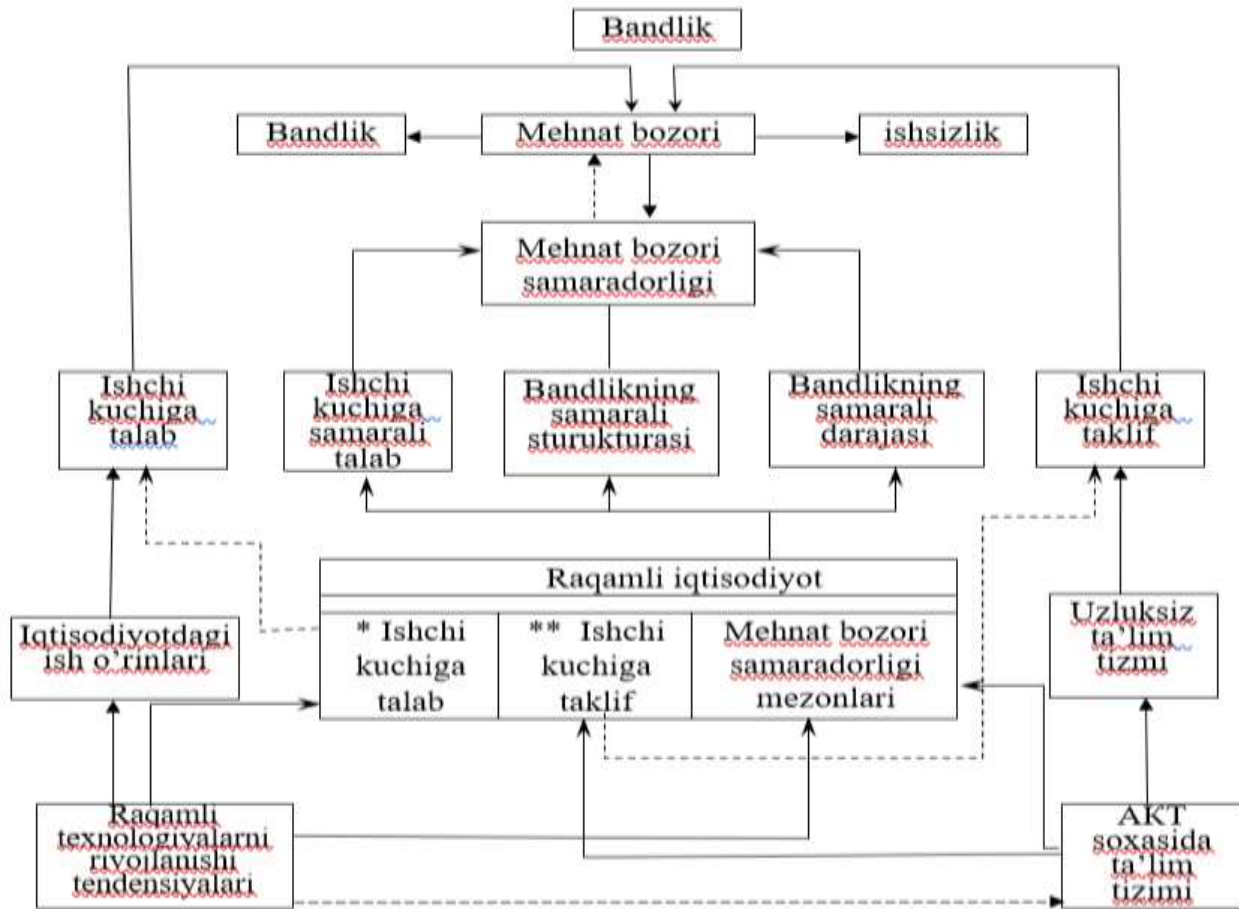 Bandlik
Bandlik
Mehnat bozori
ishsizlik
Mehnat bozori
samaradorligi
Ishchi
kuchiga
talab
Ishchi
kuchiga
samarali
talab
Bandlikning
samarali
sturukturasi
Bandlikning
samarali
darajasi
Ishchi
kuchiga
taklif
Raqamli iqtisodiyot
Iqtisodiyotdagi
ish o’rinlari
* Ishchi
kuchiga
talab
** Ishchi
kuchiga
taklif
Mehnat bozori
samaradorligi
mezonlari
Uzluksiz
ta’lim
tizmi
Raqamli
texnologiyalarni
rivojlanishi
tendensiyalari
AKT
soxasida
ta’lim
tizimi